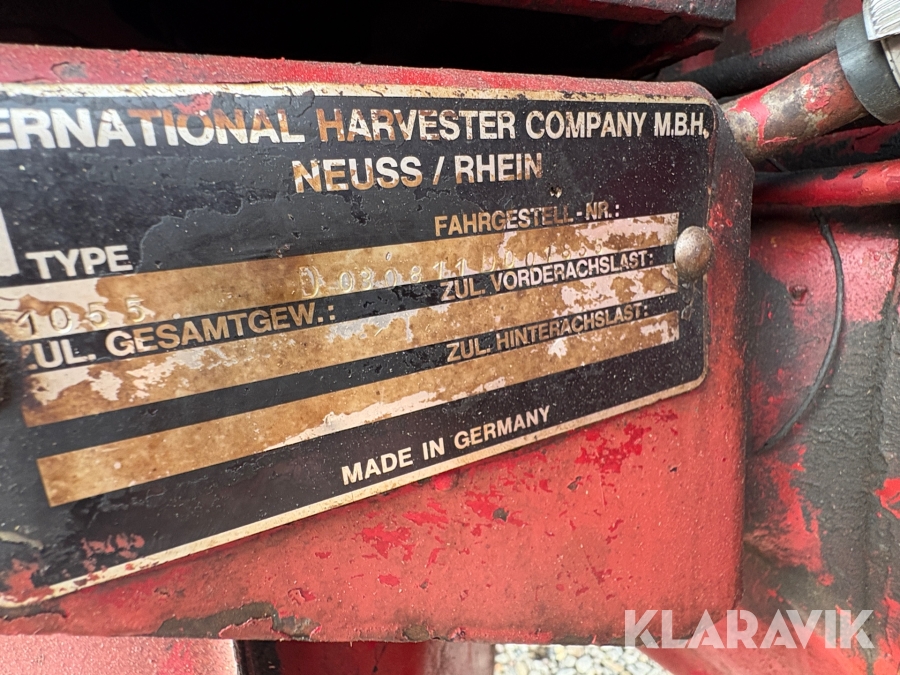 ERNATIONAL HARVESTER COMPANY M.B.H.
NEUSS / RHEIN
TYPE
FAHRGESTELL-NR.:
1055
ZUL. GESAMTGEW.:
ZUL. VORDERACHSLAST:
ZUL. HINTERACHSLAST:
MADE IN GERMANY
KLARAVIK